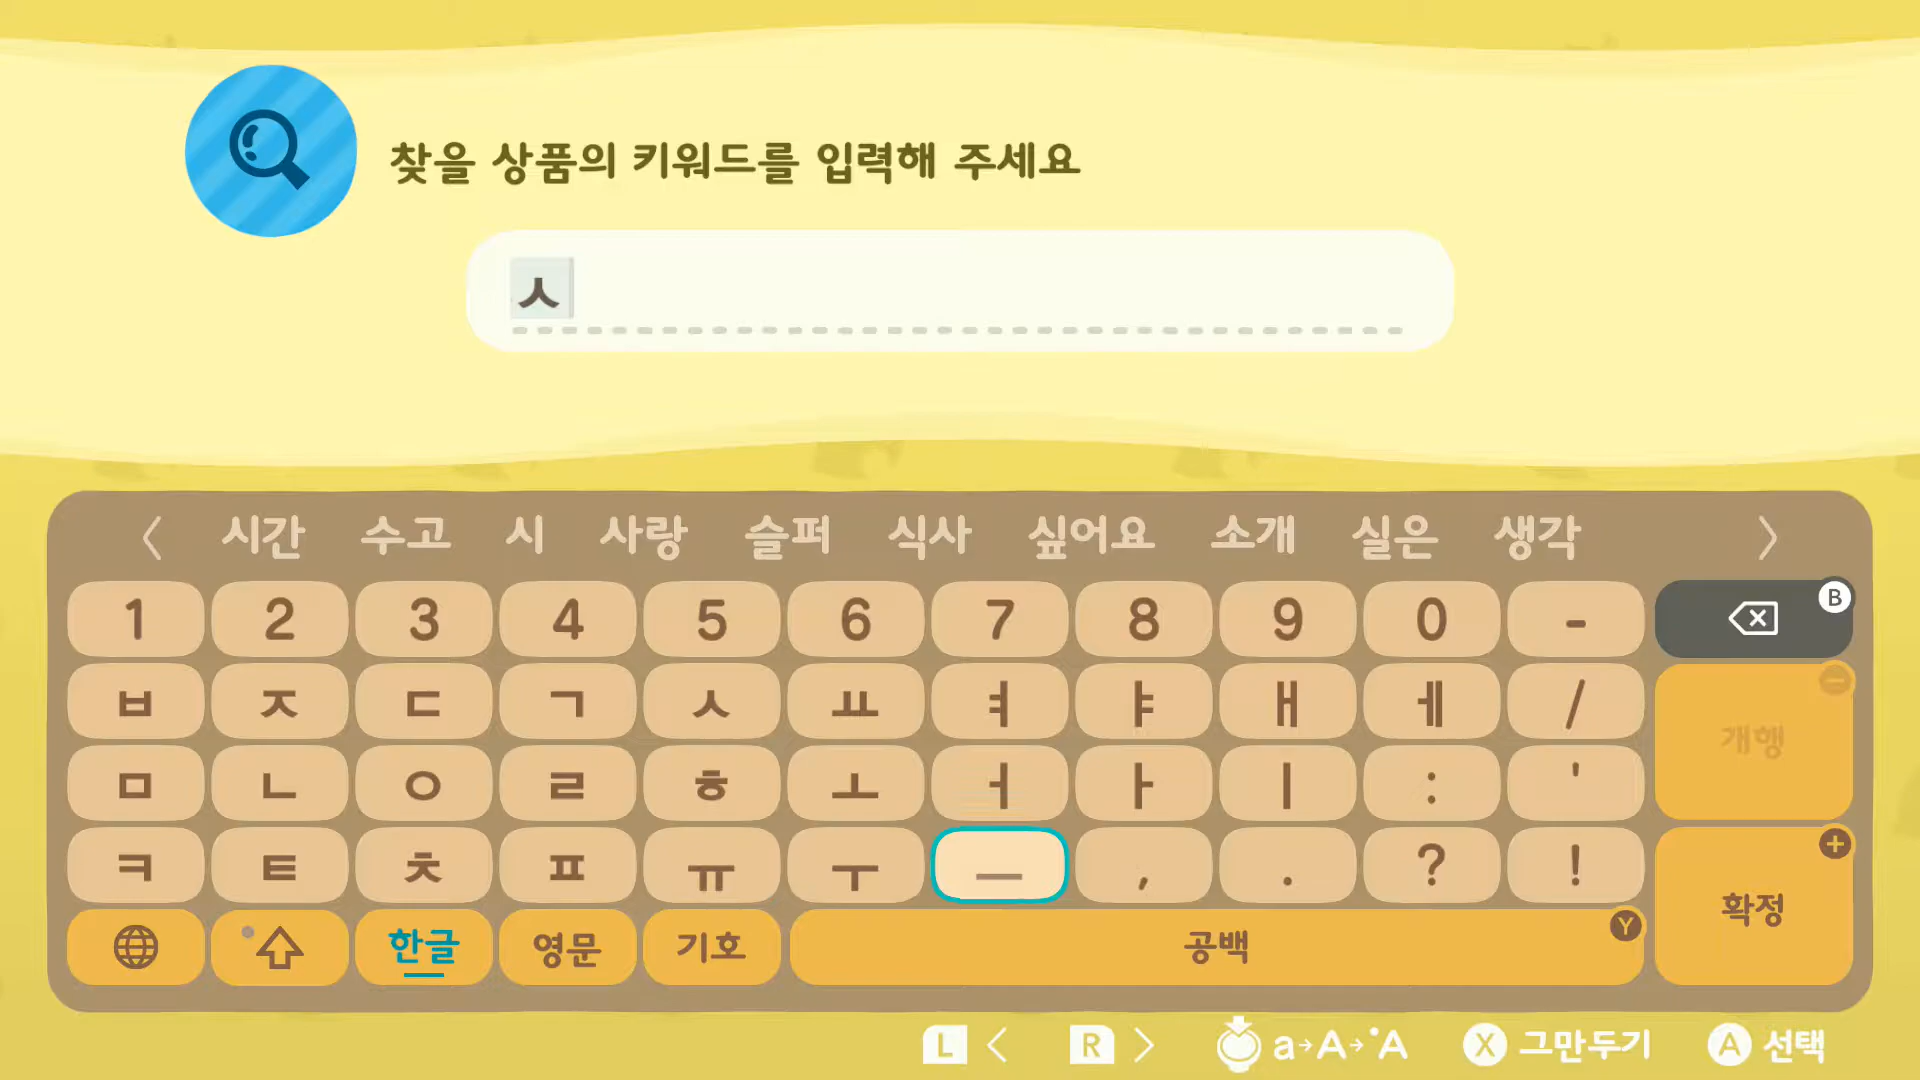 찾을 상품의 키워드를 입력해 주세요
ㅅ
시간 수고 시 사랑 슬퍼 식사 싶어요 소개 실은 생각
1 2 3 4 5 6 7 8 9 0 - B
ㅂ ㅈ ㄷ ㄱ ㅅ ㅛ ㅕ ㅑ ㅐ ㅔ / 개행
ㅁ ㄴ ㅇ ㄹ ㅎ ㅗ ㅓ ㅏ ㅣ : '
ㅋ ㅌ ㅊ ㅍ ㅠ ㅜ ㅡ , . ? ! 확정
한글 영문 기호 공백 Y
L R a→A→A X 그만두기 A 선택